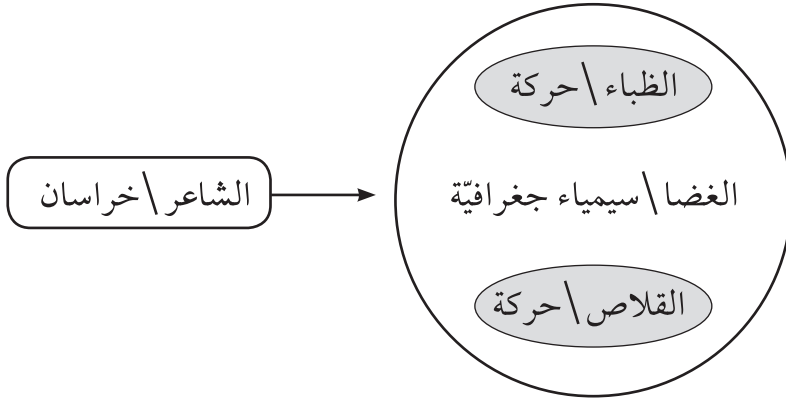 الظباء\حركة
الشاعر\خراسان
الغضا\سيمياء جغرافيّة
القلاص\حركة